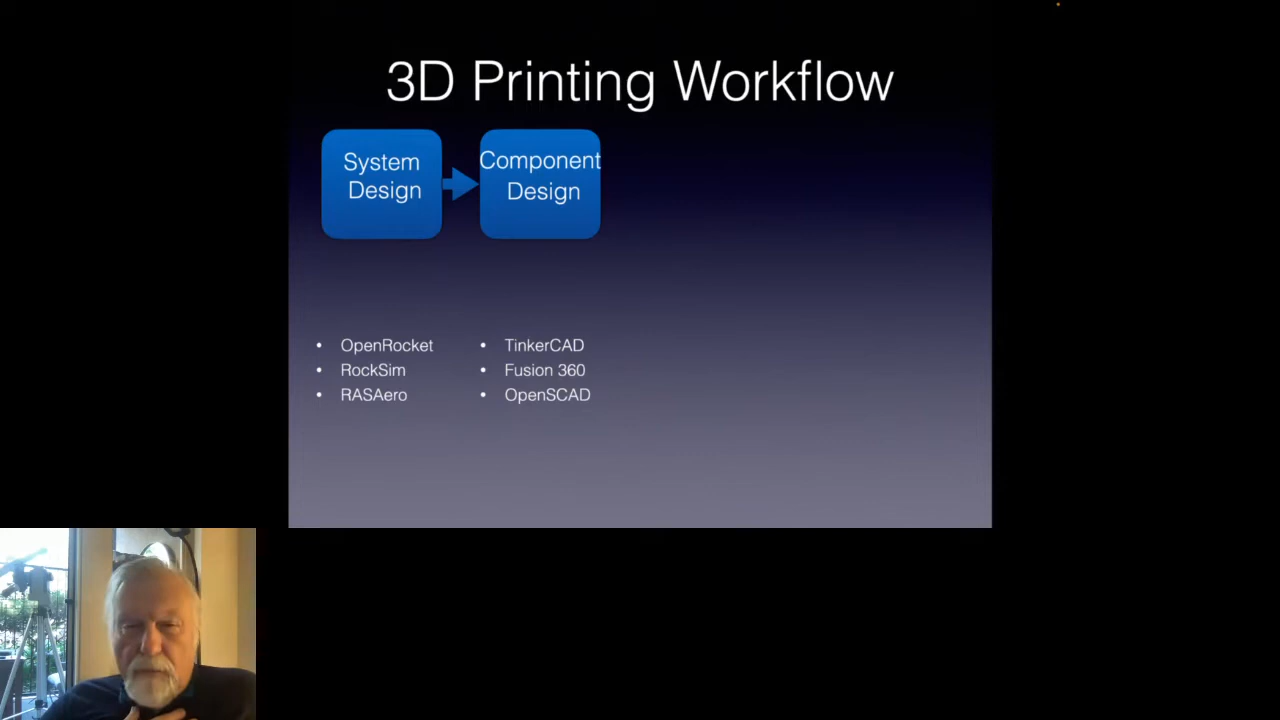 3D Printing Workflow
System
Design
Component
Design
• OpenRocket
• RockSim
• RASAero
• TinkerCAD
• Fusion 360
• OpenSCAD